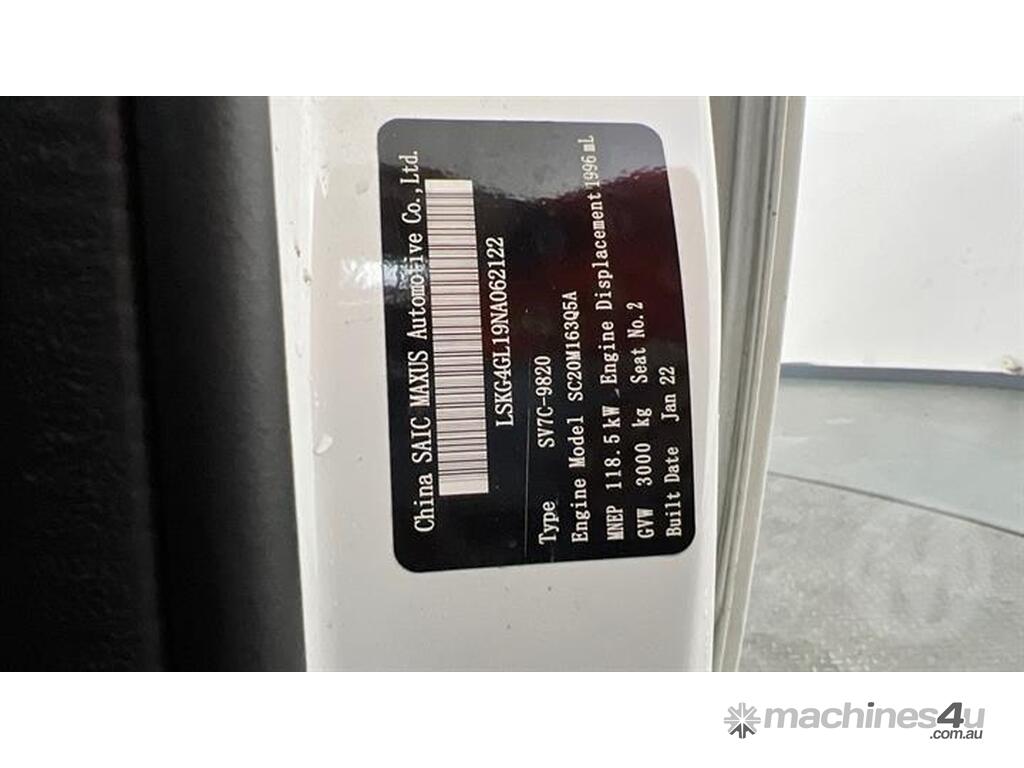 China SAIC MAXUS Automotive Co.,Ltd.
LSKG4GL19NA062122
Type SV7C-9820
Engine Model SC20M163Q5A
MNEP 118.5kW Engine Displacement 1996mL
GVW 3000 kg Seat No.2
Built Date Jan 22
machines4u
.com.au